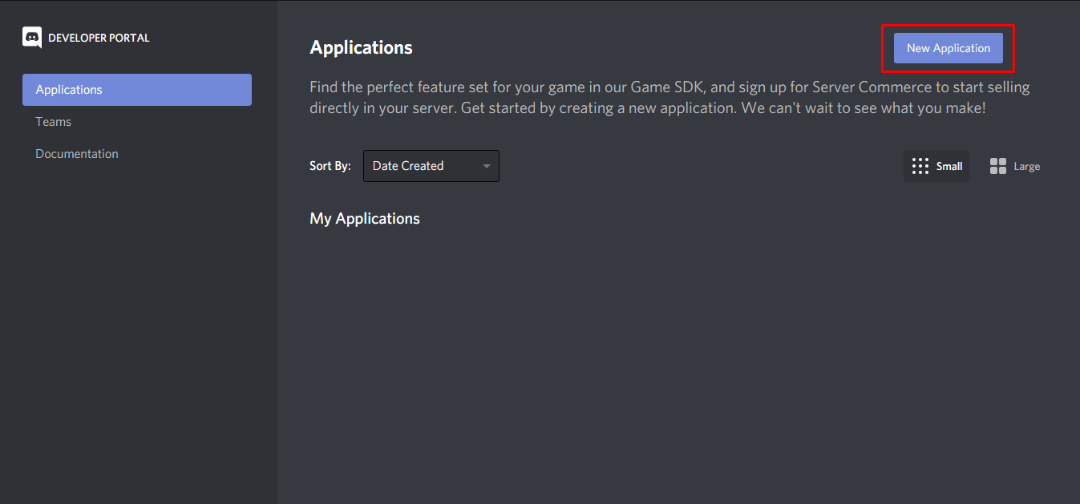 DEVELOPER PORTAL
Applications
Teams
Documentation
Applications
New Application
Find the perfect feature set for your game in our Game SDK, and sign up for Server Commerce to start selling
directly in your server. Get started by creating a new application. We can't wait to see what you make!
Sort By: Date Created
Small Large
My Applications